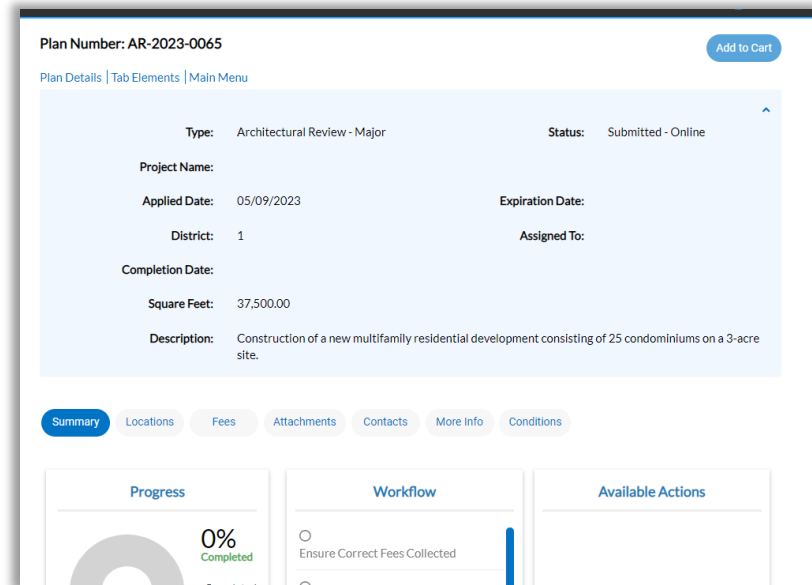 Plan Number: AR-2023-0065
Add to Cart
Plan Details | Tab Elements | Main Menu
Type: Architectural Review - Major Status: Submitted - Online
Project Name:
Applied Date: 05/09/2023 Expiration Date:
District: 1 Assigned To:
Completion Date:
Square Feet: 37,500.00
Description: Construction of a new multifamily residential development consisting of 25 condominiums on a 3-acre
site.
Summary Locations Fees Attachments Contacts More Info Conditions
Progress Workflow Available Actions
0%
Completed
Ensure Correct Fees Collected